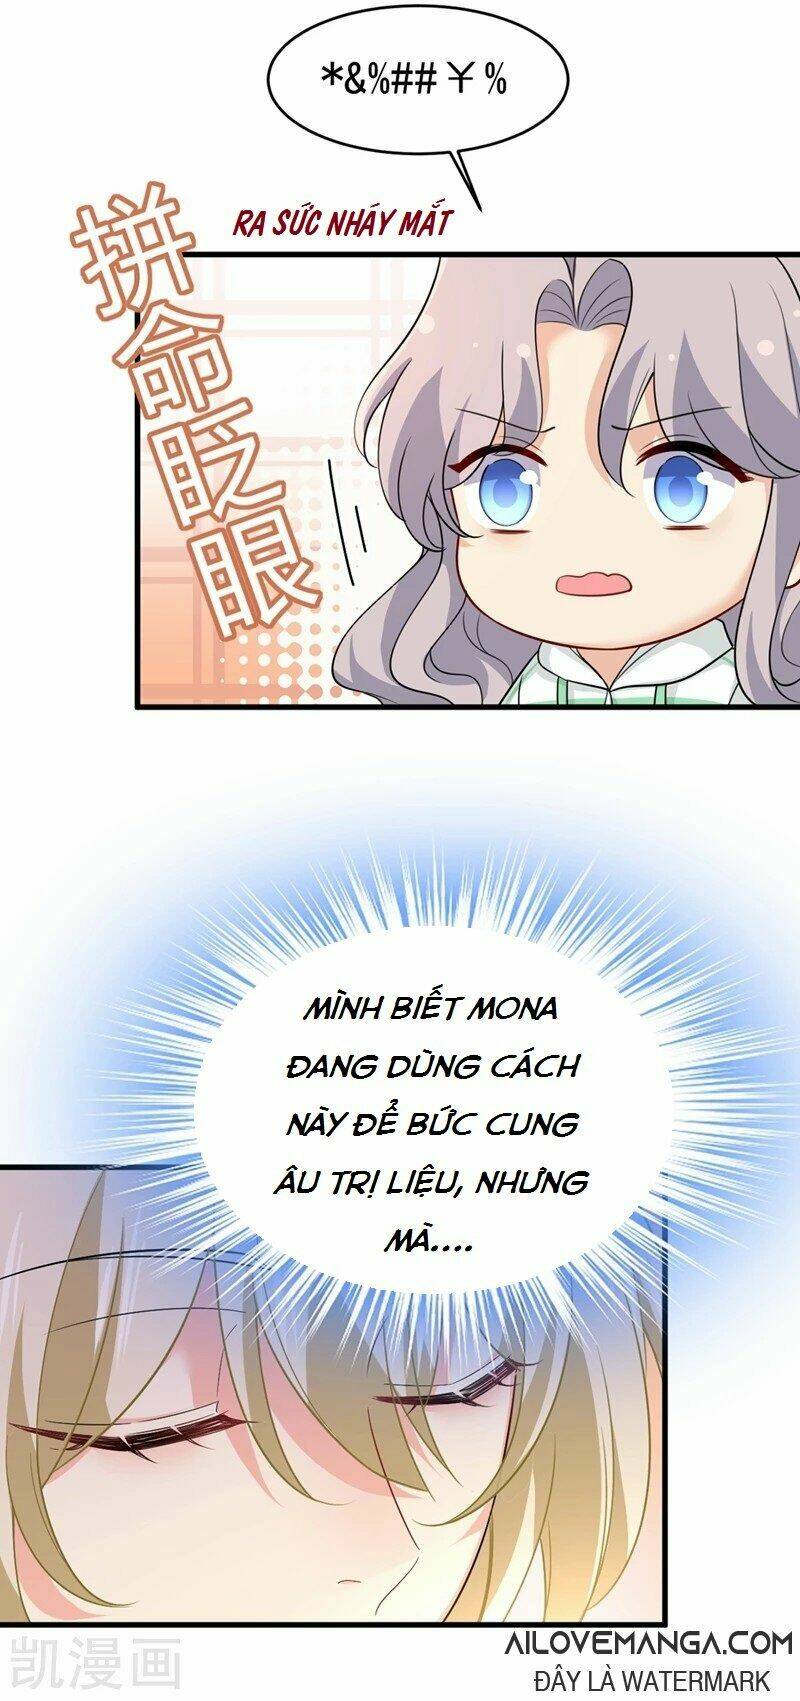 *&%##￥%
RA SỨC NHÁY MẮT
拼命眨眼
MÌNH BIẾT MONA
ĐANG DÙNG CÁCH
NÀY ĐỂ BỨC CUNG
ÂU TRỊ LIỆU, NHƯNG
MÀ....
凯漫画
AILOVEMANGA.COM
ĐÂY LÀ WATERMARK